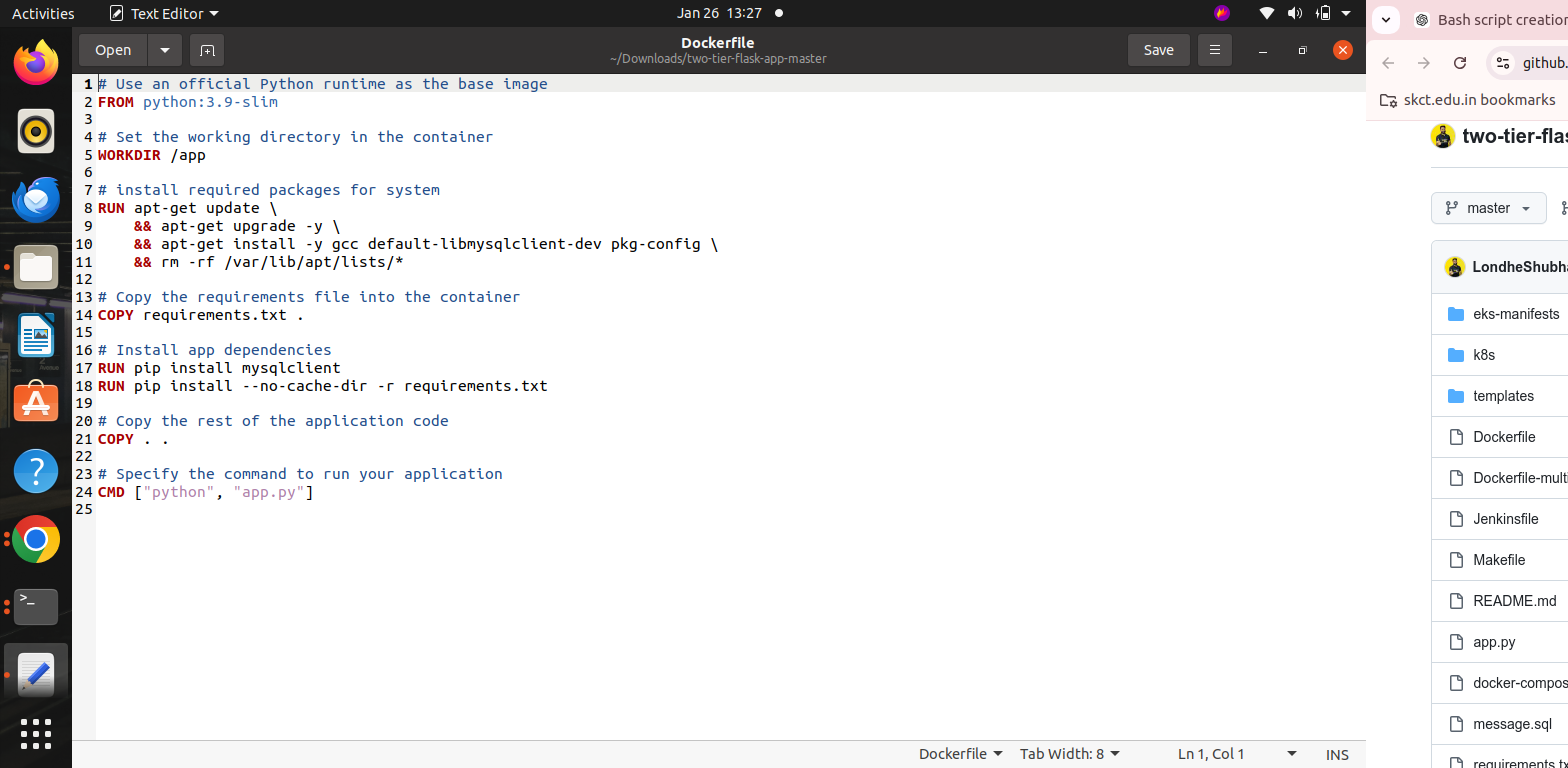 Activities
Text Editor
Jan 26 13:27
Bash script creation
Open
Dockerfile
~/Downloads/two-tier-flask-app-master
Save
github.
skct.edu.in bookmarks
1 # Use an official Python runtime as the base image
2 FROM python:3.9-slim
3
4 # Set the working directory in the container
5 WORKDIR /app
6
7 # install required packages for system
8 RUN apt-get update \
9     && apt-get upgrade -y \
10     && apt-get install -y gcc default-libmysqlclient-dev pkg-config \
11     && rm -rf /var/lib/apt/lists/*
12
13 # Copy the requirements file into the container
14 COPY requirements.txt .
15
16 # Install app dependencies
17 RUN pip install mysqlclient
18 RUN pip install --no-cache-dir -r requirements.txt
19
20 # Copy the rest of the application code
21 COPY . .
22
23 # Specify the command to run your application
24 CMD ["python", "app.py"]
25
Dockerfile
Tab Width: 8
Ln 1, Col 1
INS
two-tier-flas
master
LondheShubha
eks-manifests
k8s
templates
Dockerfile
Dockerfile-multi
Jenkinsfile
Makefile
README.md
app.py
docker-compos
message.sql